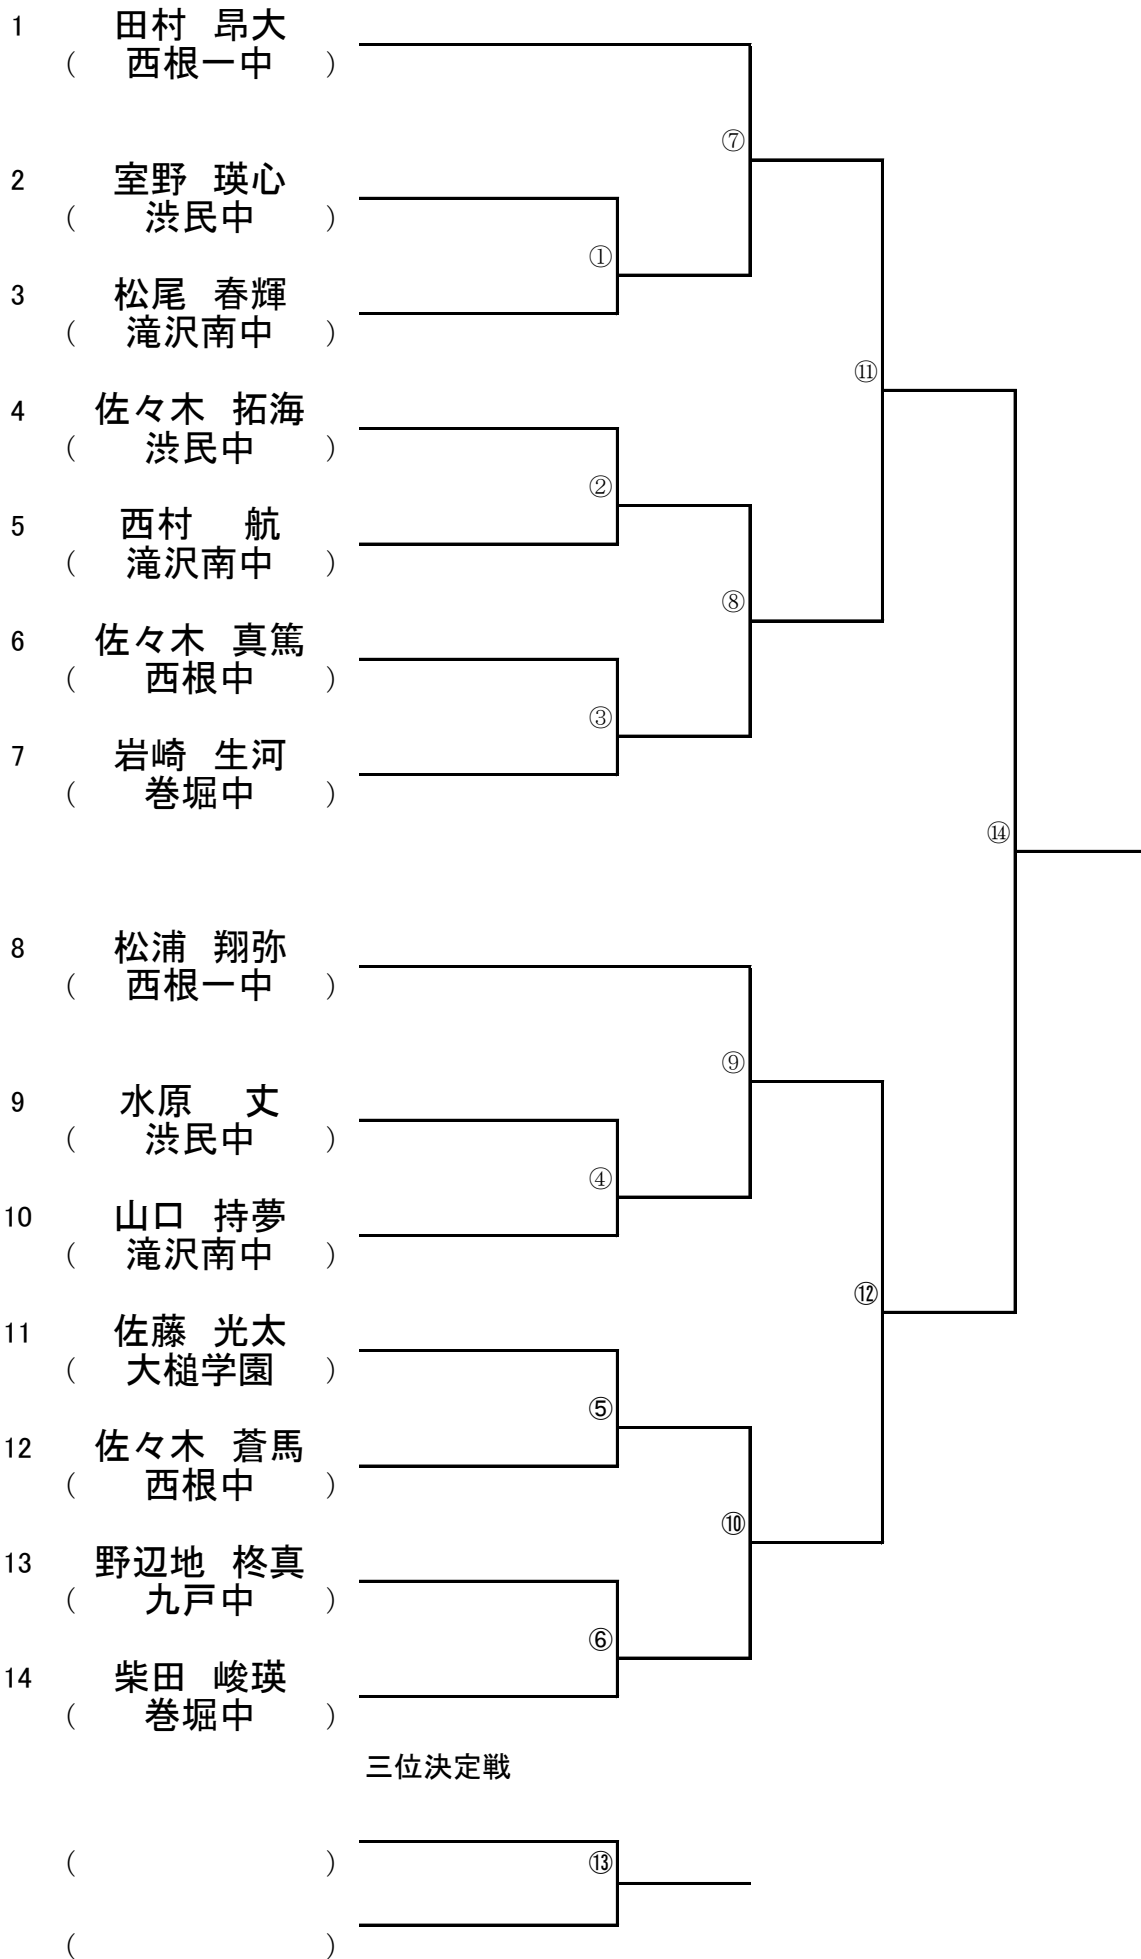 1 田村 昂大
( 西根一中 )
⑦
2 室野 瑛心
( 渋民中 )
①
3 松尾 春輝
( 滝沢南中 )
⑪
4 佐々木 拓海
( 渋民中 )
②
5 西村 航
( 滝沢南中 )
⑧
6 佐々木 真篤
( 西根中 )
③
7 岩崎 生河
( 巻堀中 )
⑭
8 松浦 翔弥
( 西根一中 )
⑨
9 水原 丈
( 渋民中 )
④
10 山口 持夢
( 滝沢南中 )
⑫
11 佐藤 光太
( 大槌学園 )
⑤
12 佐々木 蒼馬
( 西根中 )
⑩
13 野辺地 柊真
( 九戸中 )
⑥
14 柴田 峻瑛
( 巻堀中 )
三位決定戦
( ) ⑬
( )